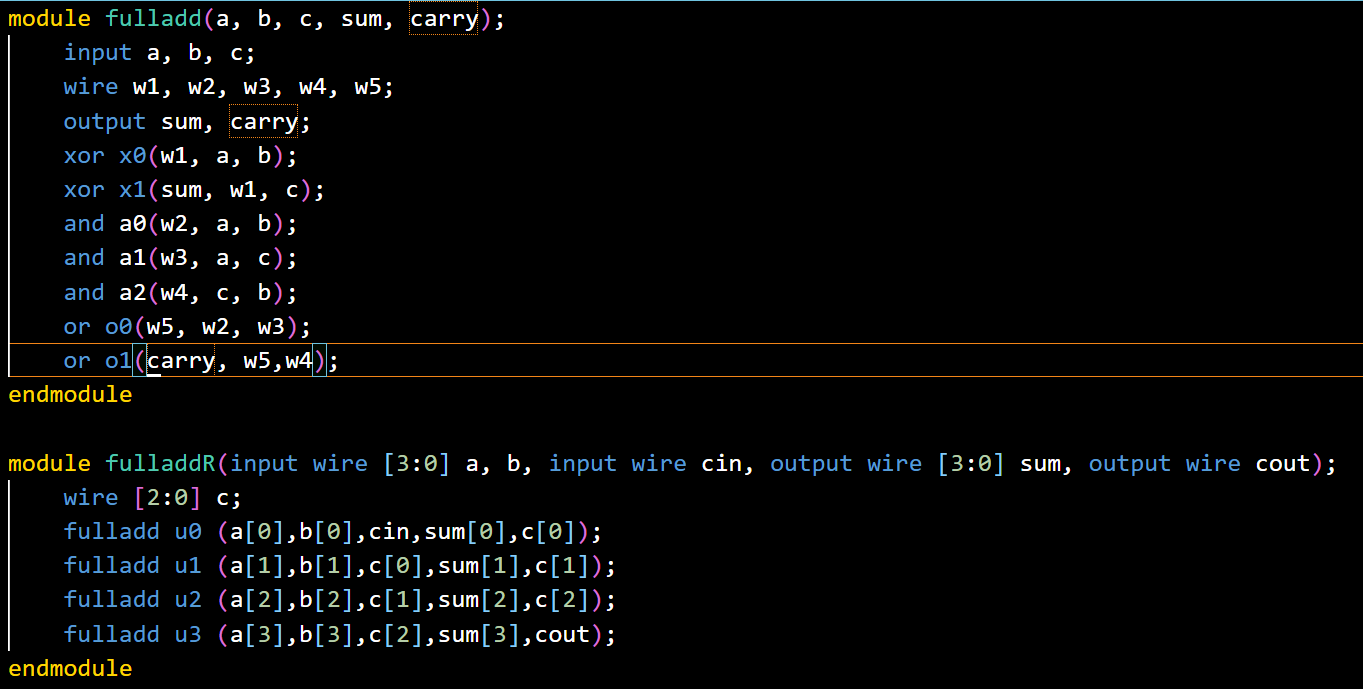 module fulladd(a, b, c, sum, carry);
    input a, b, c;
    wire w1, w2, w3, w4, w5;
    output sum, carry;
    xor x0(w1, a, b);
    xor x1(sum, w1, c);
    and a0(w2, a, b);
    and a1(w3, a, c);
    and a2(w4, c, b);
    or o0(w5, w2, w3);
    or o1(carry, w5,w4);
endmodule

module fulladdR(input wire [3:0] a, b, input wire cin, output wire [3:0] sum, output wire cout);
    wire [2:0] c;
    fulladd u0 (a[0],b[0],cin,sum[0],c[0]);
    fulladd u1 (a[1],b[1],c[0],sum[1],c[1]);
    fulladd u2 (a[2],b[2],c[1],sum[2],c[2]);
    fulladd u3 (a[3],b[3],c[2],sum[3],cout);
endmodule